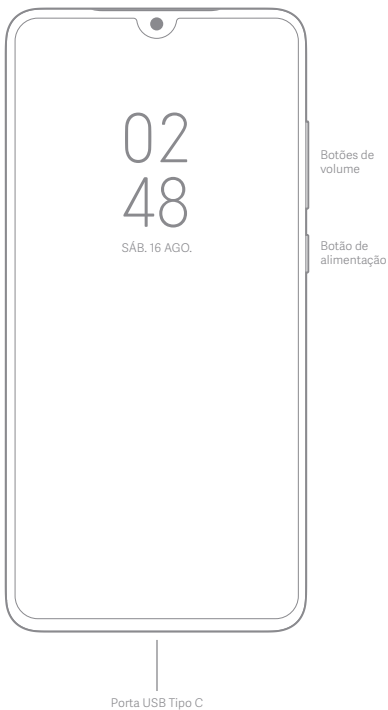 02
48
SÁB. 16 AGO.
Botões de
volume
Botão de
alimentação
Porta USB Tipo C